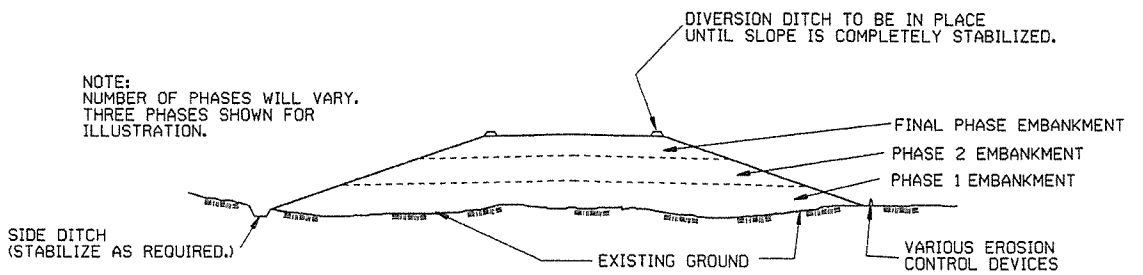 DIVERSION DITCH TO BE IN PLACE
UNTIL SLOPE IS COMPLETELY STABILIZED.
NOTE:
NUMBER OF PHASES WILL VARY.
THREE PHASES SHOWN FOR
ILLUSTRATION.
FINAL PHASE EMBANKMENT
PHASE 2 EMBANKMENT
PHASE 1 EMBANKMENT
SIDE DITCH
(STABILIZE AS REQUIRED.)
EXISTING GROUND
VARIOUS EROSION
CONTROL DEVICES